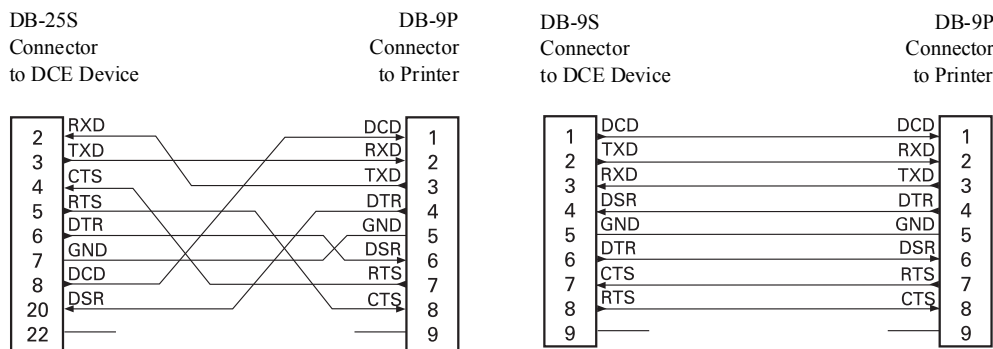 DB-25S
Connector
to DCE Device
DB-9P
Connector
to Printer
2 RXD DCD 1
3 TXD RXD 2
4 CTS TXD 3
5 RTS DTR 4
6 DTR GND 5
7 GND DSR 6
8 DCD RTS 7
20 DSR CTS 8
22 9
DB-9S
Connector
to DCE Device
DB-9P
Connector
to Printer
1 DCD DCD 1
2 TXD RXD 2
3 RXD TXD 3
4 DSR DTR 4
5 GND GND 5
6 DTR DSR 6
7 CTS RTS 7
8 RTS CTS 8
9 9